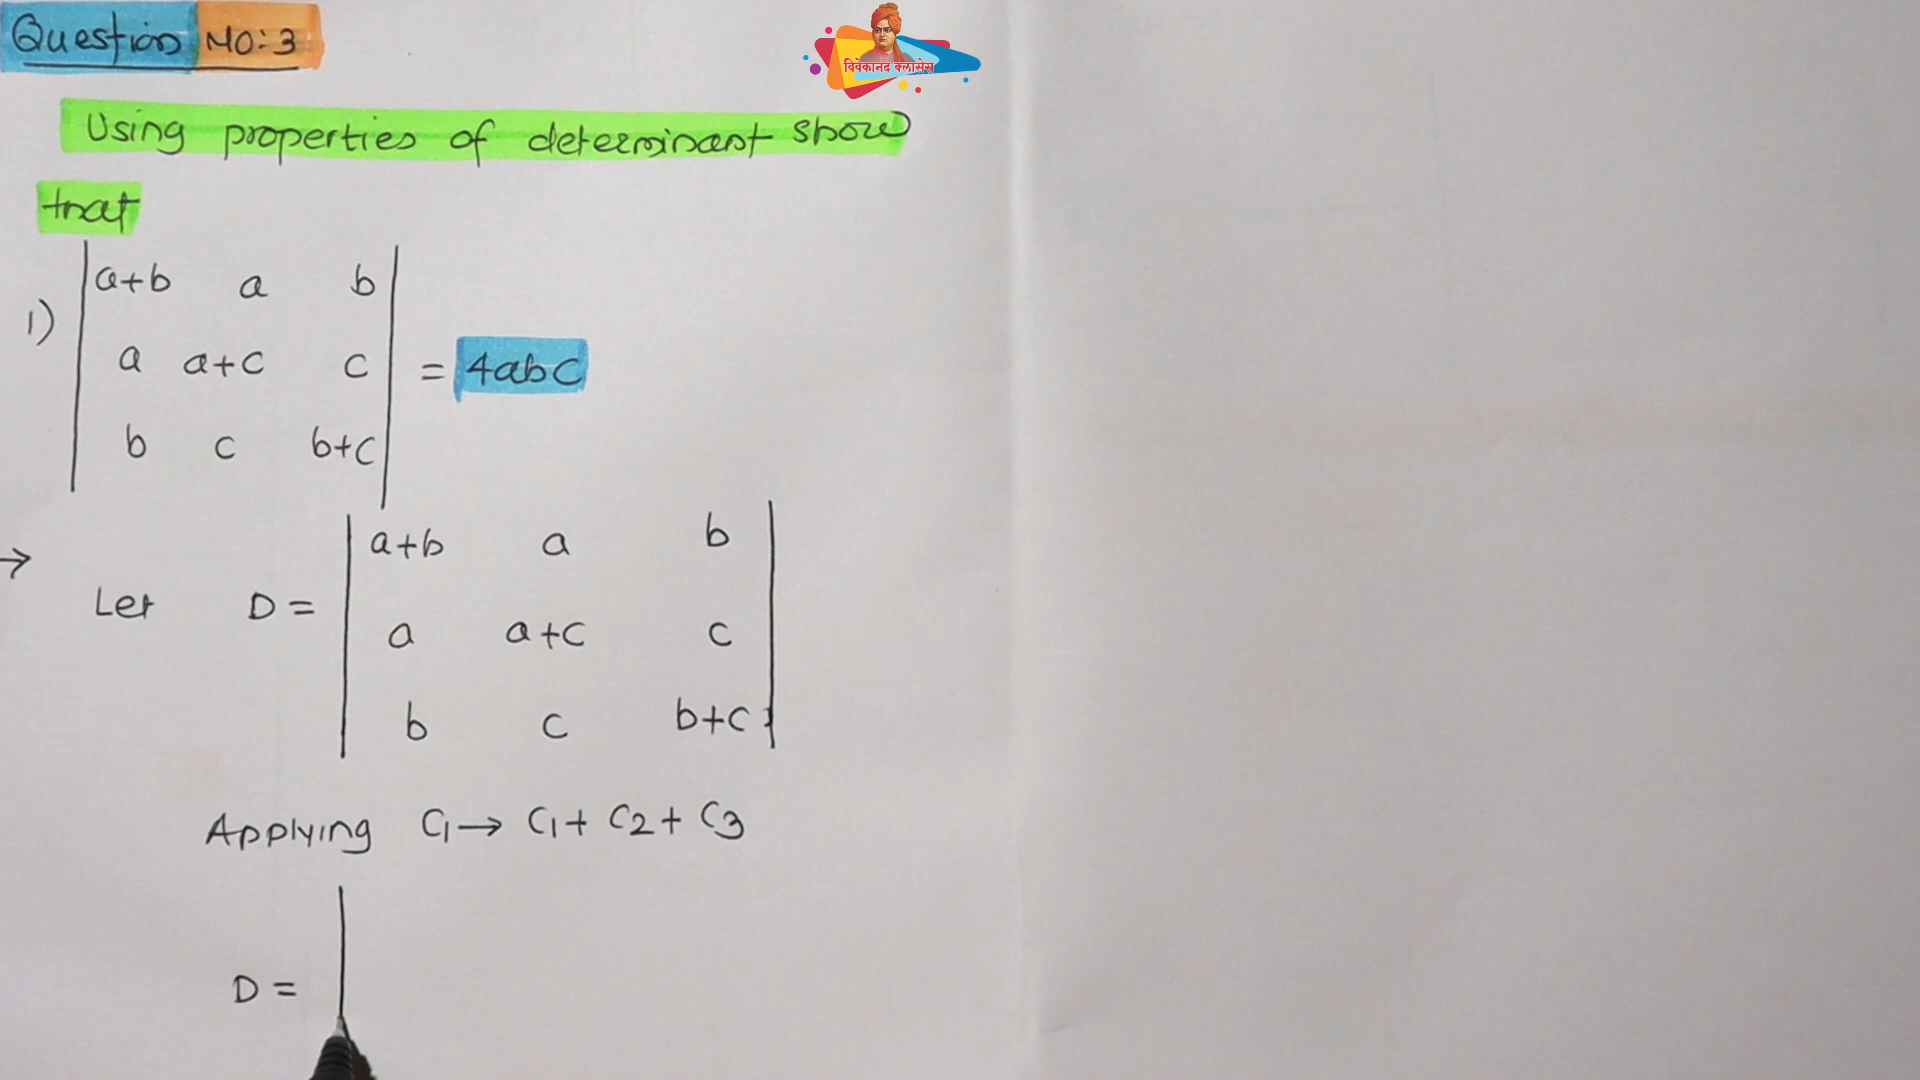 Question NO: 3
विवेकानंद क्लासेस
Using properties of determinant show
that
1) | a+b a b |
| a a+c c | = 4abc
| b c b+c |
→ Let D = | a+b a b |
| a a+c c |
| b c b+c |
Applying C1 → C1 + C2 + C3
D = |